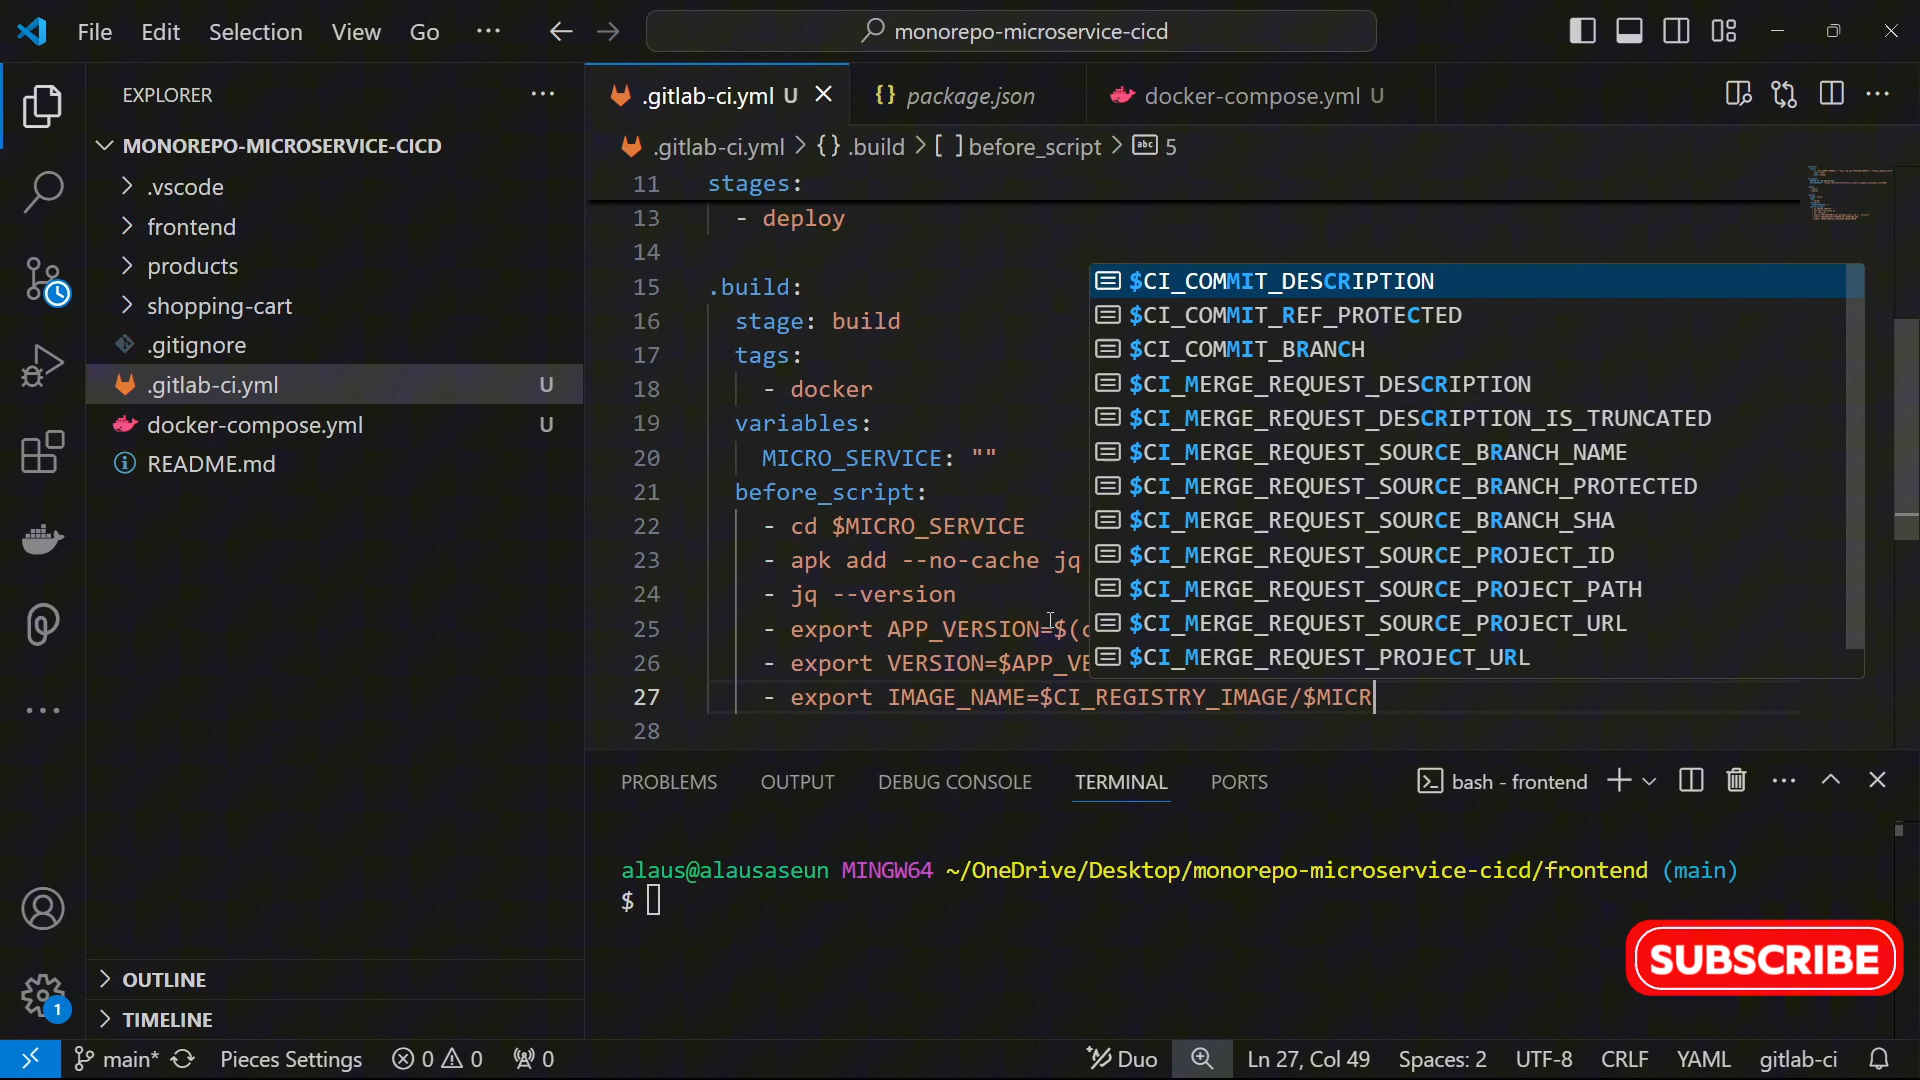 File Edit Selection View Go ··· monorepo-microservice-cicd
EXPLORER ···
MONOREPO-MICROSERVICE-CICD
.vscode
frontend
products
shopping-cart
.gitignore
.gitlab-ci.yml U
docker-compose.yml U
README.md
OUTLINE
TIMELINE
.gitlab-ci.yml U {} package.json docker-compose.yml U
.gitlab-ci.yml > {} .build > [ ] before_script > abc 5
11 stages:
13 - deploy
14
15 .build:
16 stage: build
17 tags:
18 - docker
19 variables:
20 MICRO_SERVICE: ""
21 before_script:
22 - cd $MICRO_SERVICE
23 - apk add --no-cache jq
24 - jq --version
25 - export APP_VERSION=$(
26 - export VERSION=$APP_VE
27 - export IMAGE_NAME=$CI_REGISTRY_IMAGE/$MICR
28
$CI_COMMIT_DESCRIPTION
$CI_COMMIT_REF_PROTECTED
$CI_COMMIT_BRANCH
$CI_MERGE_REQUEST_DESCRIPTION
$CI_MERGE_REQUEST_DESCRIPTION_IS_TRUNCATED
$CI_MERGE_REQUEST_SOURCE_BRANCH_NAME
$CI_MERGE_REQUEST_SOURCE_BRANCH_PROTECTED
$CI_MERGE_REQUEST_SOURCE_BRANCH_SHA
$CI_MERGE_REQUEST_SOURCE_PROJECT_ID
$CI_MERGE_REQUEST_SOURCE_PROJECT_PATH
$CI_MERGE_REQUEST_SOURCE_PROJECT_URL
$CI_MERGE_REQUEST_PROJECT_URL
PROBLEMS OUTPUT DEBUG CONSOLE TERMINAL PORTS bash - frontend
alaus@alausaseun MINGW64 ~/OneDrive/Desktop/monorepo-microservice-cicd/frontend (main)
$
SUBSCRIBE
1
main* Pieces Settings 0 0 0 Duo Ln 27, Col 49 Spaces: 2 UTF-8 CRLF YAML gitlab-ci